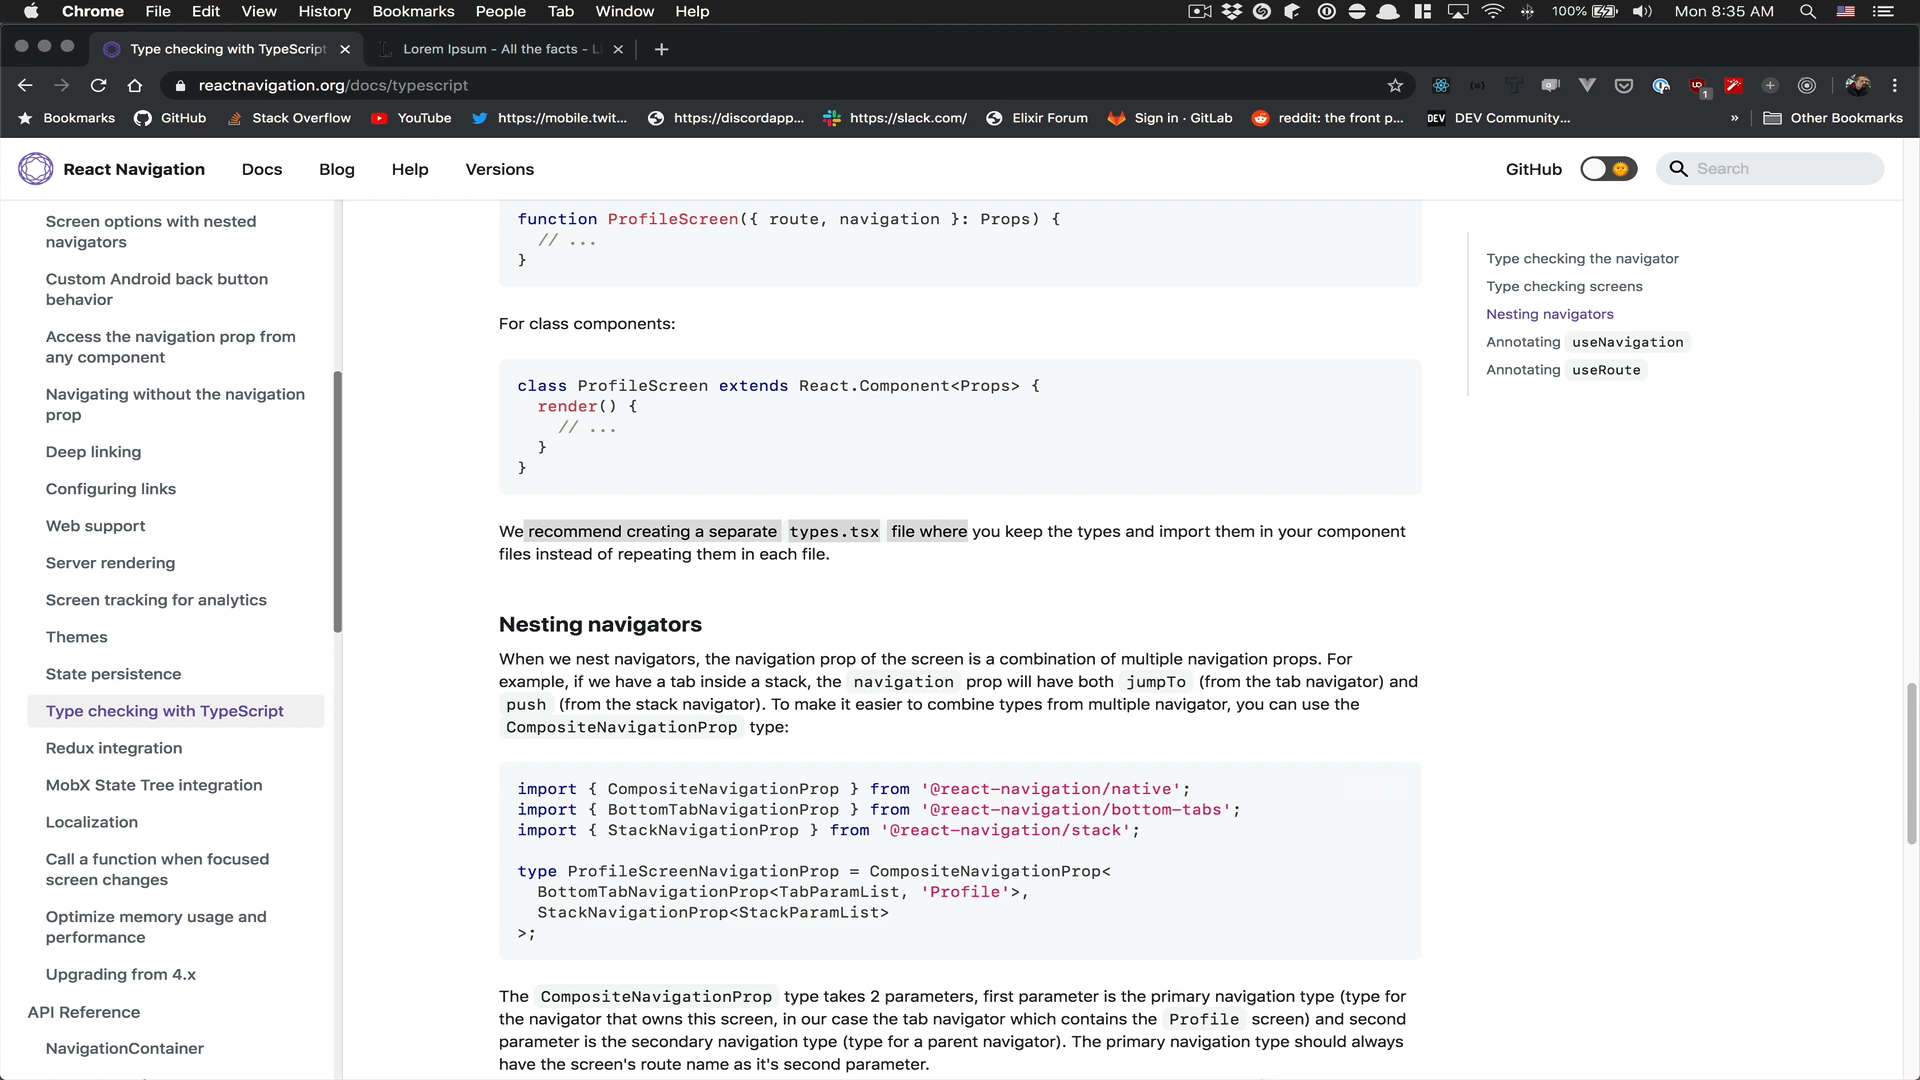 Chrome File Edit View History Bookmarks People Tab Window Help 100% Mon 8:35 AM
Type checking with TypeScript Lorem Ipsum - All the facts - Li
reactnavigation.org/docs/typescript
Bookmarks GitHub Stack Overflow YouTube https://mobile.twit... https://discordapp... https://slack.com/ Elixir Forum Sign in · GitLab reddit: the front p... DEV DEV Community... » Other Bookmarks
React Navigation Docs Blog Help Versions GitHub Search
Screen options with nested
navigators
Custom Android back button
behavior
Access the navigation prop from
any component
Navigating without the navigation
prop
Deep linking
Configuring links
Web support
Server rendering
Screen tracking for analytics
Themes
State persistence
Type checking with TypeScript
Redux integration
MobX State Tree integration
Localization
Call a function when focused
screen changes
Optimize memory usage and
performance
Upgrading from 4.x
API Reference
NavigationContainer
function ProfileScreen({ route, navigation }: Props) {
// ...
}
For class components:
class ProfileScreen extends React.Component<Props> {
render() {
// ...
}
}
We recommend creating a separate types.tsx file where you keep the types and import them in your component
files instead of repeating them in each file.
Nesting navigators
When we nest navigators, the navigation prop of the screen is a combination of multiple navigation props. For
example, if we have a tab inside a stack, the navigation prop will have both jumpTo (from the tab navigator) and
push (from the stack navigator). To make it easier to combine types from multiple navigator, you can use the
CompositeNavigationProp type:
import { CompositeNavigationProp } from '@react-navigation/native';
import { BottomTabNavigationProp } from '@react-navigation/bottom-tabs';
import { StackNavigationProp } from '@react-navigation/stack';
type ProfileScreenNavigationProp = CompositeNavigationProp<
BottomTabNavigationProp<TabParamList, 'Profile'>,
StackNavigationProp<StackParamList>
>;
The CompositeNavigationProp type takes 2 parameters, first parameter is the primary navigation type (type for
the navigator that owns this screen, in our case the tab navigator which contains the Profile screen) and second
parameter is the secondary navigation type (type for a parent navigator). The primary navigation type should always
have the screen's route name as it's second parameter.
Type checking the navigator
Type checking screens
Nesting navigators
Annotating useNavigation
Annotating useRoute